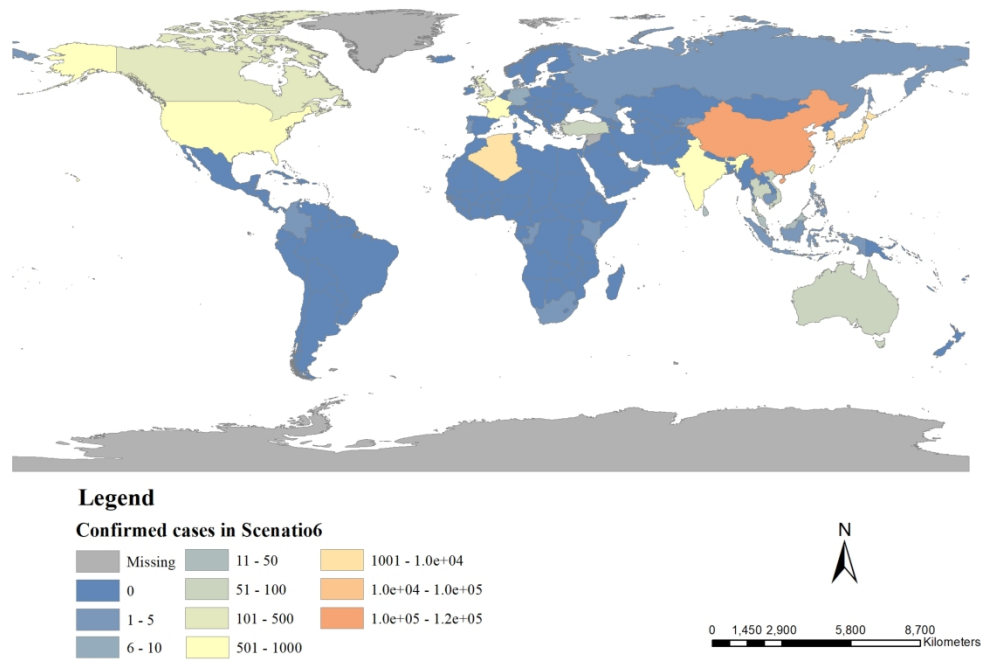 Legend
Confirmed cases in Scenatio6
Missing
0
1 - 5
6 - 10
11 - 50
51 - 100
101 - 500
501 - 1000
1001 - 1.0e+04
1.0e+04 - 1.0e+05
1.0e+05 - 1.2e+05
N
0 1,450 2,900 5,800 8,700
Kilometers